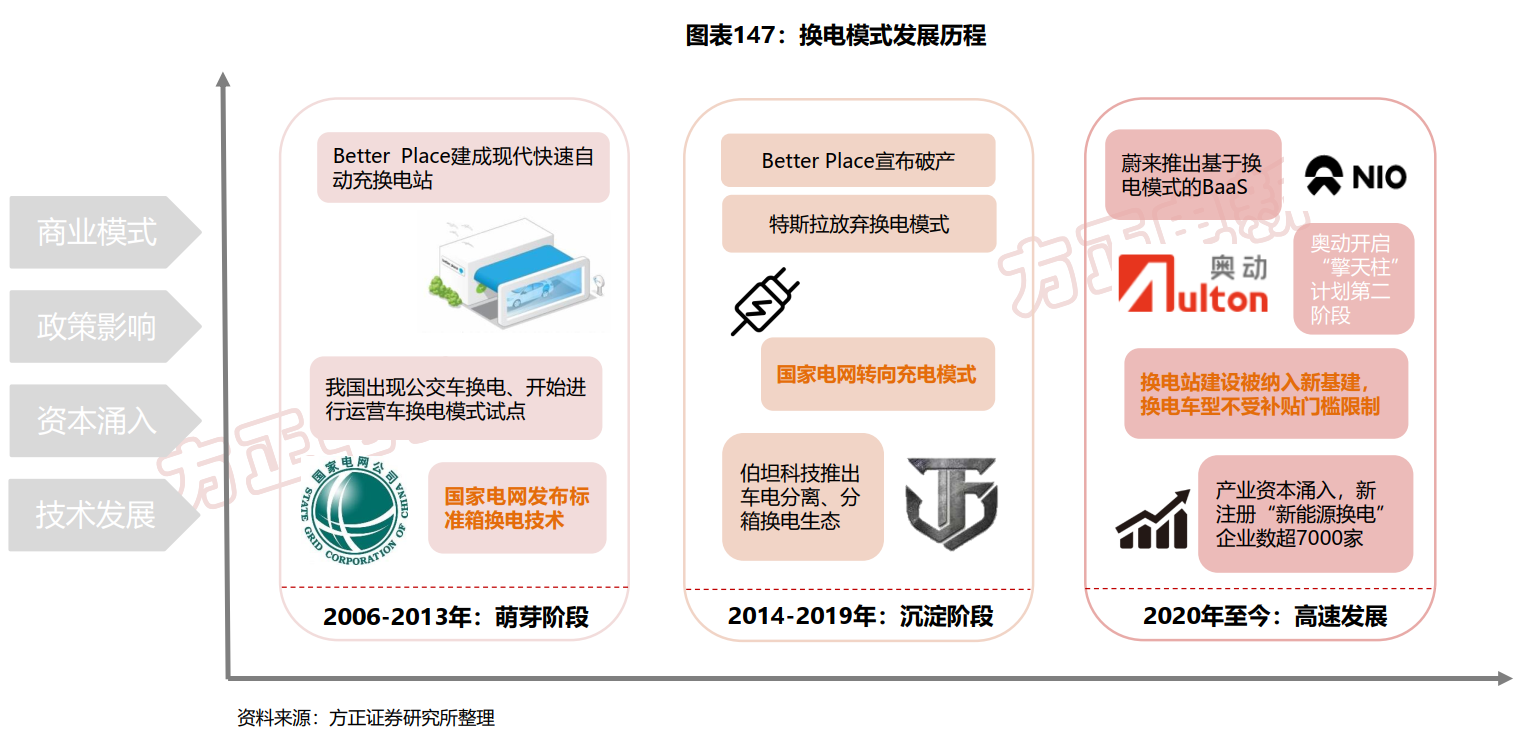 图表147：换电模式发展历程
商业模式
政策影响
资本涌入
技术发展
Better Place建成现代快速自
动充换电站
better place
我国出现公交车换电、开始进
行运营车换电模式试点
国家电网公司
STATE GRID CORPORATION OF CHINA
国家电网发布标
准箱换电技术
2006-2013年：萌芽阶段
Better Place宣布破产
特斯拉放弃换电模式
国家电网转向充电模式
伯坦科技推出
车电分离、分
箱换电生态
2014-2019年：沉淀阶段
蔚来推出基于换
电模式的BaaS
NIO
奥动
Aulton
奥动开启
“擎天柱”
计划第二
阶段
换电站建设被纳入新基建，
换电车型不受补贴门槛限制
产业资本涌入，新
注册“新能源换电”
企业数超7000家
2020年至今：高速发展
方正电
方正电新
资料来源：方正证券研究所整理